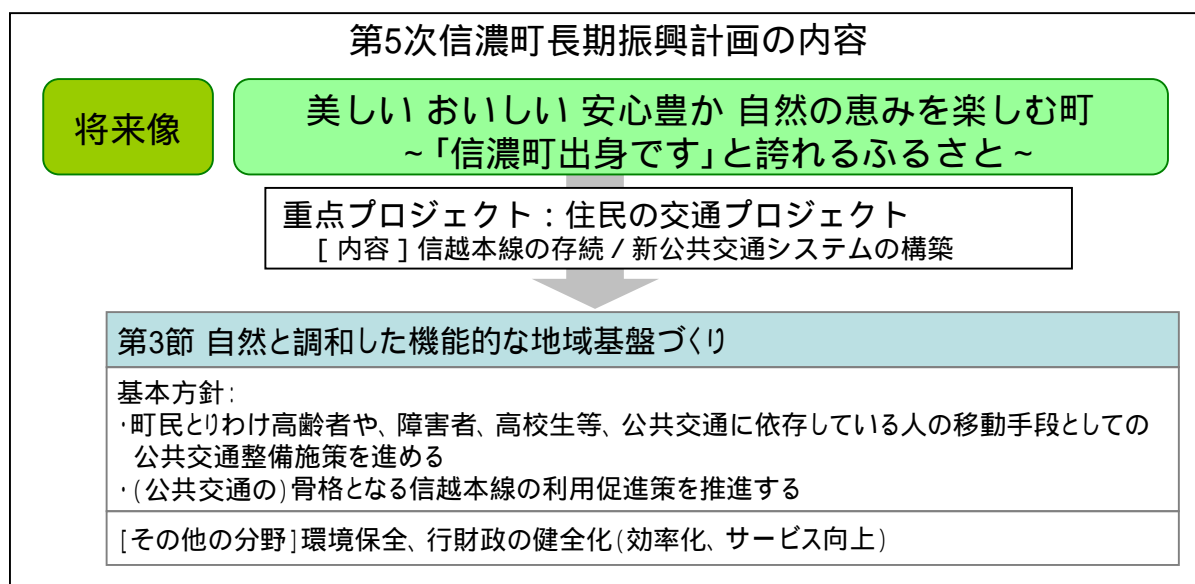 第5次信濃町長期振興計画の内容
将来像
美しい おいしい 安心豊か 自然の恵みを楽しむ町
~「信濃町出身です」と誇れるふるさと~
重点プロジェクト:住民の交通プロジェクト
[内容]信越本線の存続/新公共交通システムの構築
第3節 自然と調和した機能的な地域基盤づくり
基本方針:
・町民とりわけ高齢者や、障害者、高校生等、公共交通に依存している人の移動手段としての
公共交通整備施策を進める
・(公共交通の)骨格となる信越本線の利用促進策を推進する
[その他の分野]環境保全、行財政の健全化(効率化、サービス向上)